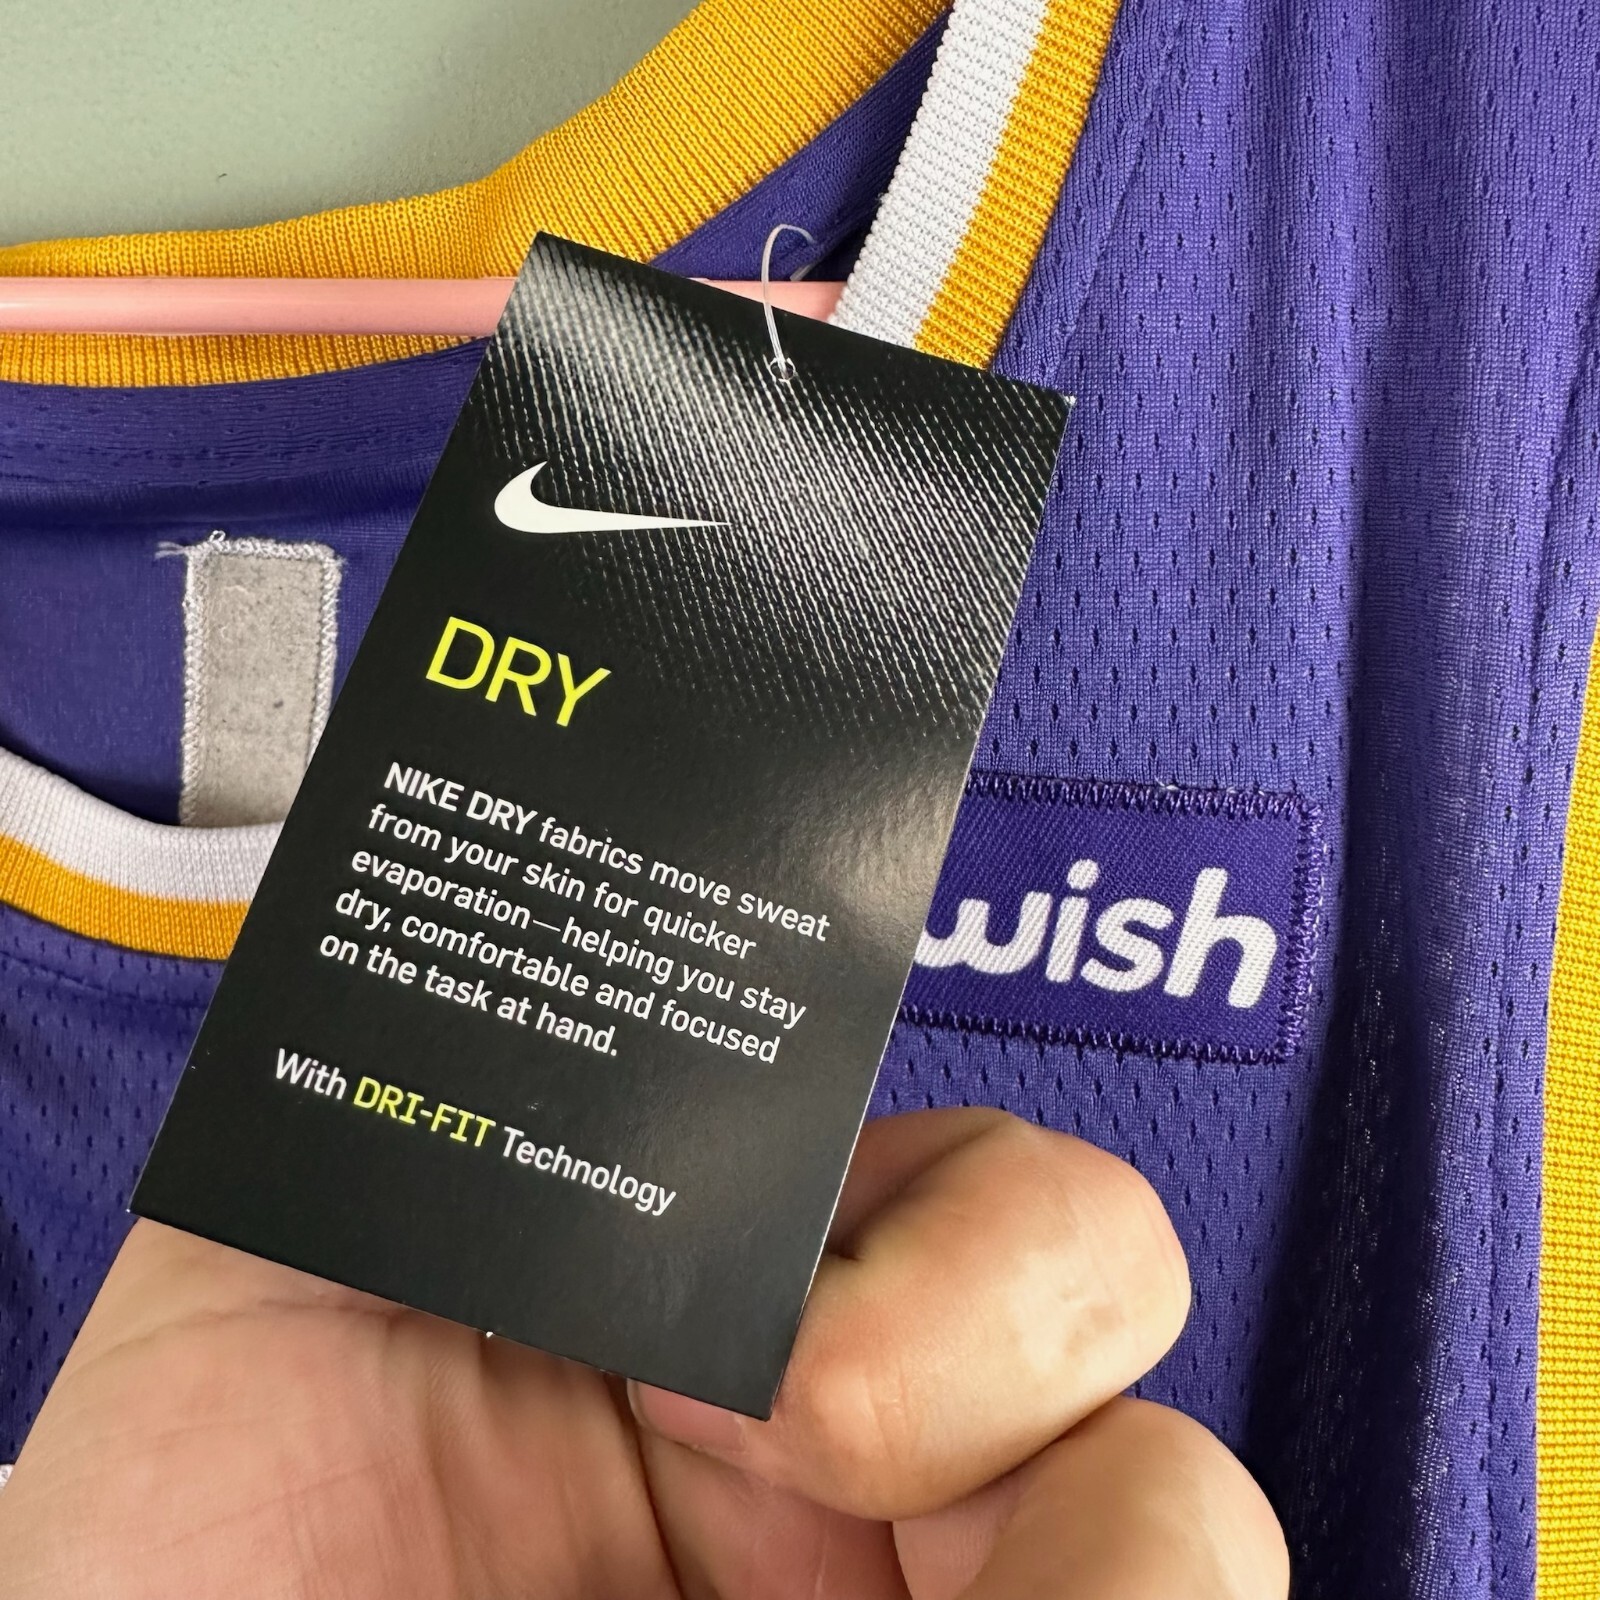 DRY
NIKE DRY fabrics move sweat
from your skin for quicker
evaporation—helping you stay
dry, comfortable and focused
on the task at hand.
With DRI-FIT Technology
wish